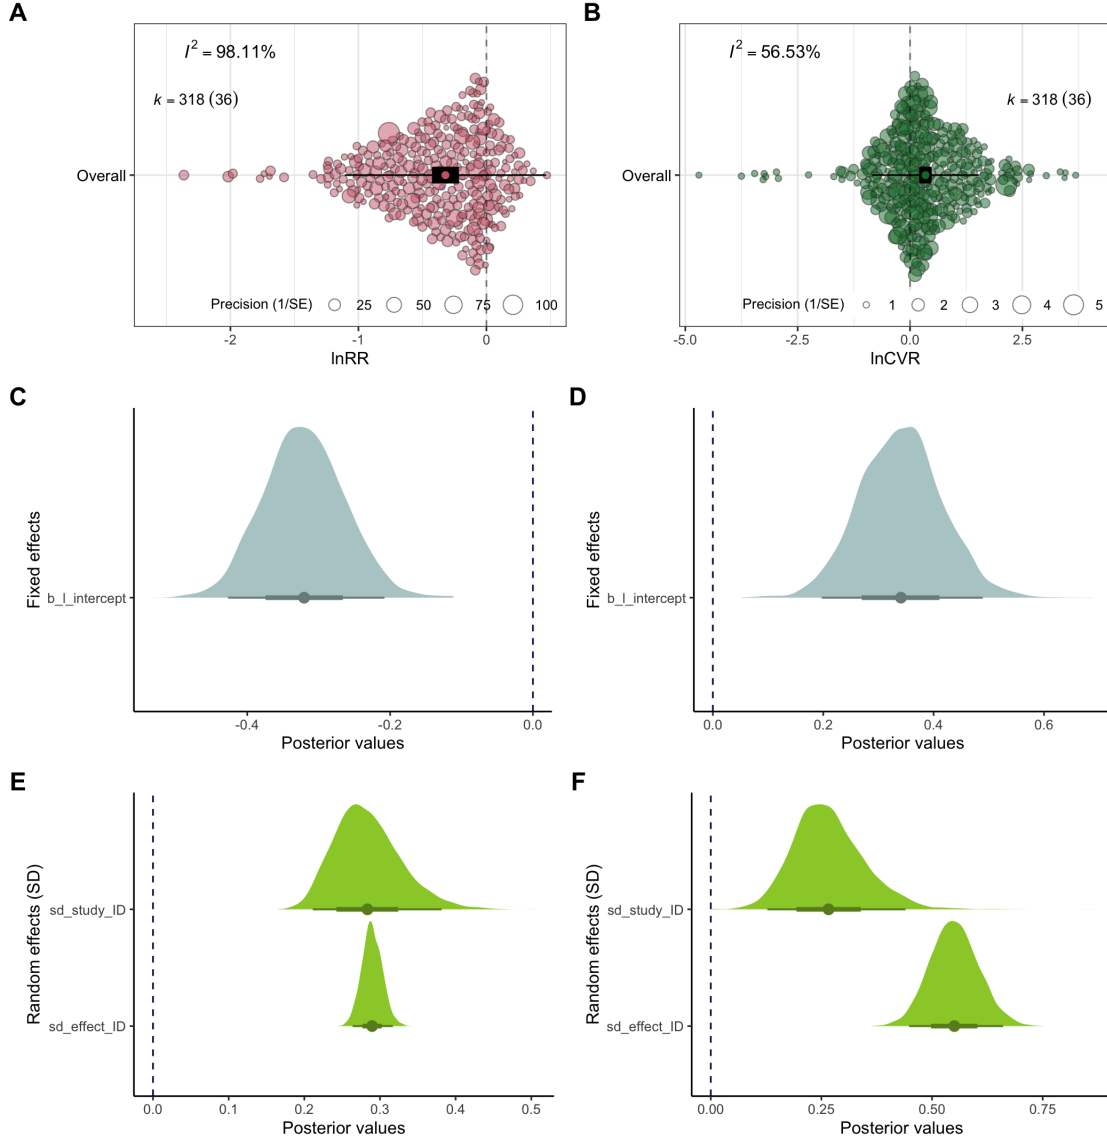 A
I² = 98.11%
k = 318 (36)
Overall
Precision (1/SE) 25 50 75 100
-2 -1 0
lnRR
B
I² = 56.53%
k = 318 (36)
Overall
Precision (1/SE) 1 2 3 4 5
-5.0 -2.5 0.0 2.5
lnCVR
C
Fixed effects
b_l_intercept
-0.4 -0.2 0.0
Posterior values
D
Fixed effects
b_l_intercept
0.0 0.2 0.4 0.6
Posterior values
E
Random effects (SD)
sd_study_ID
sd_effect_ID
0.0 0.1 0.2 0.3 0.4 0.5
Posterior values
F
Random effects (SD)
sd_study_ID
sd_effect_ID
0.00 0.25 0.50 0.75
Posterior values